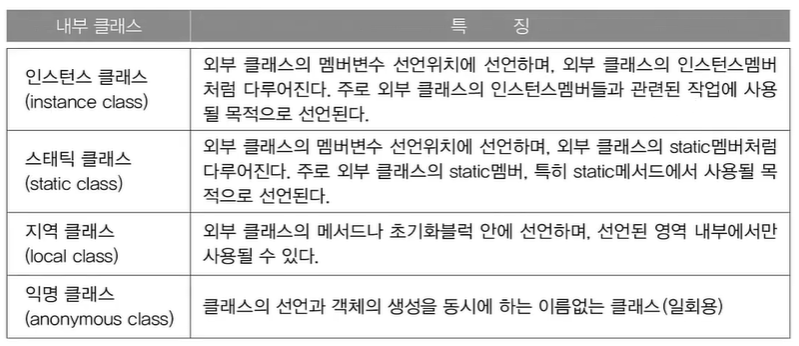 내부 클래스
특 징
인스턴스 클래스
(instance class)
외부 클래스의 멤버변수 선언위치에 선언하며, 외부 클래스의 인스턴스멤버
처럼 다루어진다. 주로 외부 클래스의 인스턴스멤버들과 관련된 작업에 사용
될 목적으로 선언된다.
스태틱 클래스
(static class)
외부 클래스의 멤버변수 선언위치에 선언하며, 외부 클래스의 static멤버처럼
다루어진다. 주로 외부 클래스의 static멤버, 특히 static메서드에서 사용될 목
적으로 선언된다.
지역 클래스
(local class)
외부 클래스의 메서드나 초기화블럭 안에 선언하며, 선언된 영역 내부에서만
사용될 수 있다.
익명 클래스
(anonymous class)
클래스의 선언과 객체의 생성을 동시에 하는 이름없는 클래스(일회용)